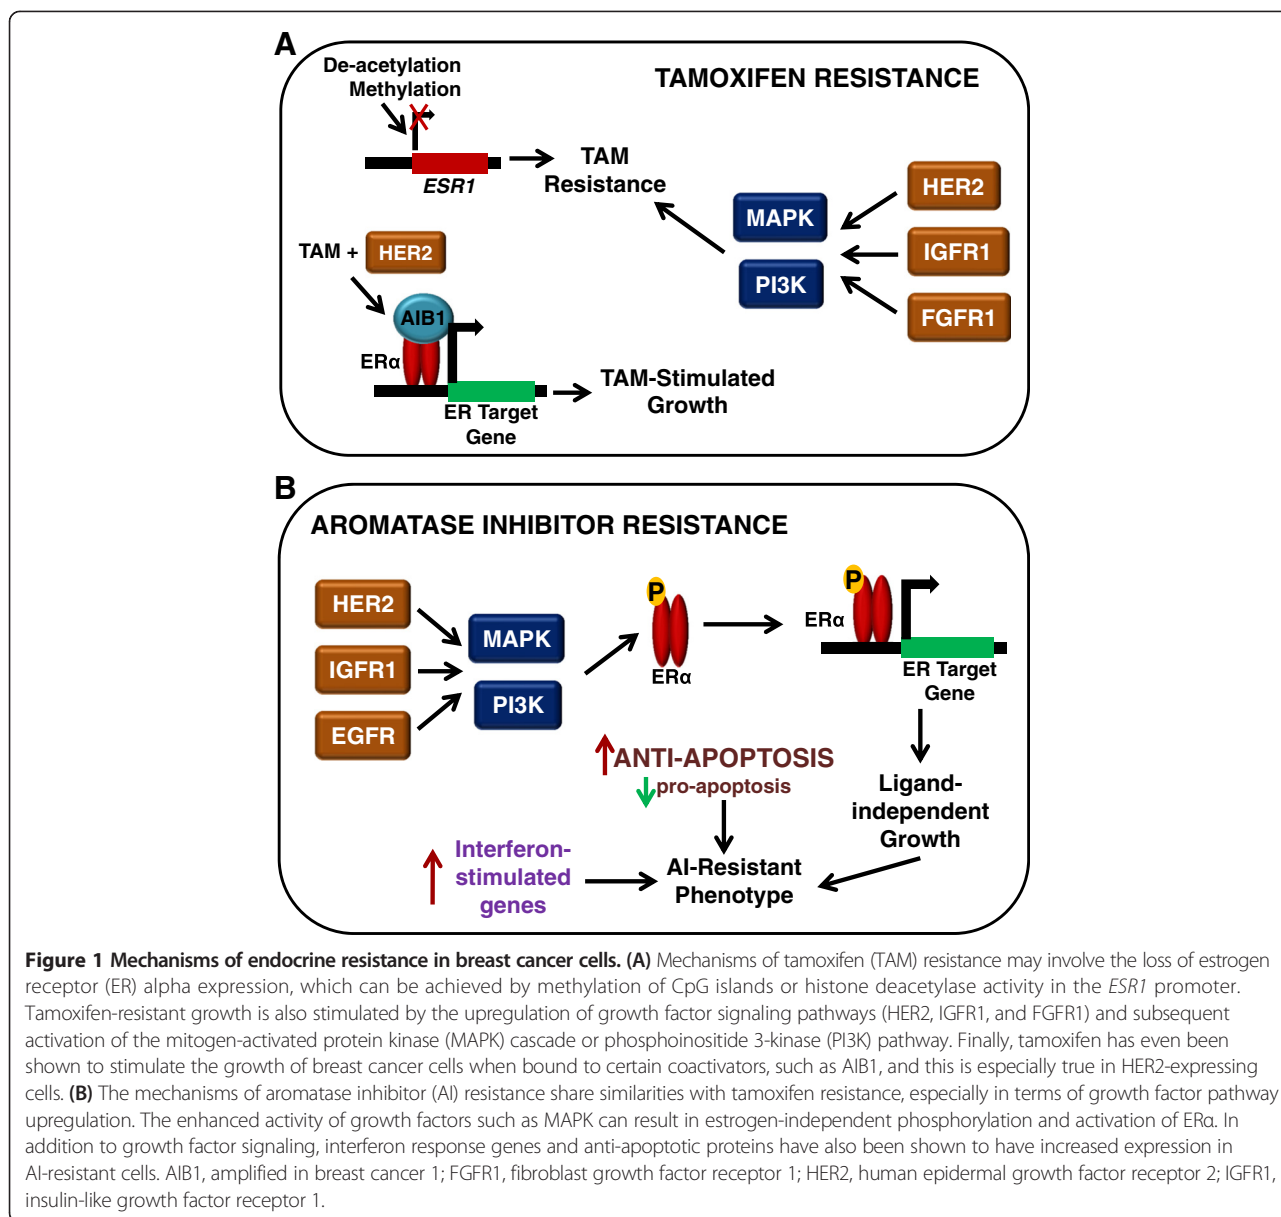 A
TAMOXIFEN RESISTANCE
De-acetylation
Methylation
ESR1
TAM
Resistance
MAPK
PI3K
HER2
IGFR1
FGFR1
TAM +
HER2
AIB1
ERα
ER Target
Gene
TAM-Stimulated
Growth
B
AROMATASE INHIBITOR RESISTANCE
HER2
IGFR1
EGFR
MAPK
PI3K
P
ERα
P
ERα
ER Target
Gene
ANTI-APOPTOSIS
pro-apoptosis
Ligand-
independent
Growth
Interferon-
stimulated
genes
AI-Resistant
Phenotype
Figure 1 Mechanisms of endocrine resistance in breast cancer cells. (A) Mechanisms of tamoxifen (TAM) resistance may involve the loss of estrogen
receptor (ER) alpha expression, which can be achieved by methylation of CpG islands or histone deacetylase activity in the ESR1 promoter.
Tamoxifen-resistant growth is also stimulated by the upregulation of growth factor signaling pathways (HER2, IGFR1, and FGFR1) and subsequent
activation of the mitogen-activated protein kinase (MAPK) cascade or phosphoinositide 3-kinase (PI3K) pathway. Finally, tamoxifen has even been
shown to stimulate the growth of breast cancer cells when bound to certain coactivators, such as AIB1, and this is especially true in HER2-expressing
cells. (B) The mechanisms of aromatase inhibitor (AI) resistance share similarities with tamoxifen resistance, especially in terms of growth factor pathway
upregulation. The enhanced activity of growth factors such as MAPK can result in estrogen-independent phosphorylation and activation of ERα. In
addition to growth factor signaling, interferon response genes and anti-apoptotic proteins have also been shown to have increased expression in
AI-resistant cells. AIB1, amplified in breast cancer 1; FGFR1, fibroblast growth factor receptor 1; HER2, human epidermal growth factor receptor 2; IGFR1,
insulin-like growth factor receptor 1.